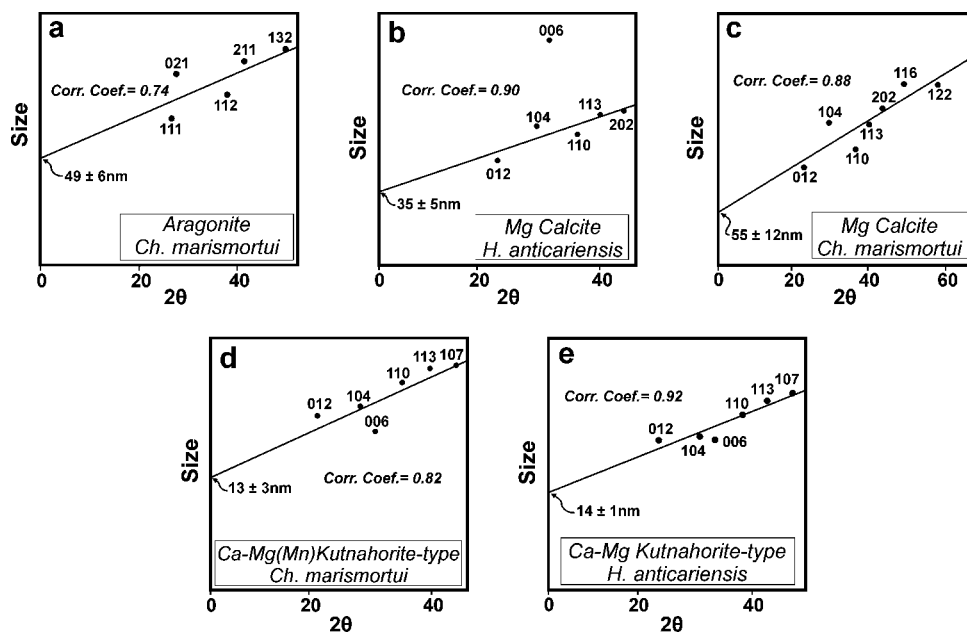 a
132
211
021
Corr. Coef.= 0.74
112
111
Size
49 ± 6nm
Aragonite
Ch. marismortui
0
20
40
2θ
b
006
Corr. Coef.= 0.90
113
104
202
110
012
Size
35 ± 5nm
Mg Calcite
H. anticariensis
0
20
40
2θ
c
Corr. Coef.= 0.88
116
122
202
104
113
110
012
Size
55 ± 12nm
Mg Calcite
Ch. marismortui
0
20
40
60
2θ
d
113
107
110
104
012
006
Size
Corr. Coef.= 0.82
13 ± 3nm
Ca-Mg(Mn)Kutnahorite-type
Ch. marismortui
0
20
40
2θ
e
Corr. Coef.= 0.92
107
113
110
012
104
006
Size
14 ± 1nm
Ca-Mg Kutnahorite-type
H. anticariensis
0
20
40
2θ